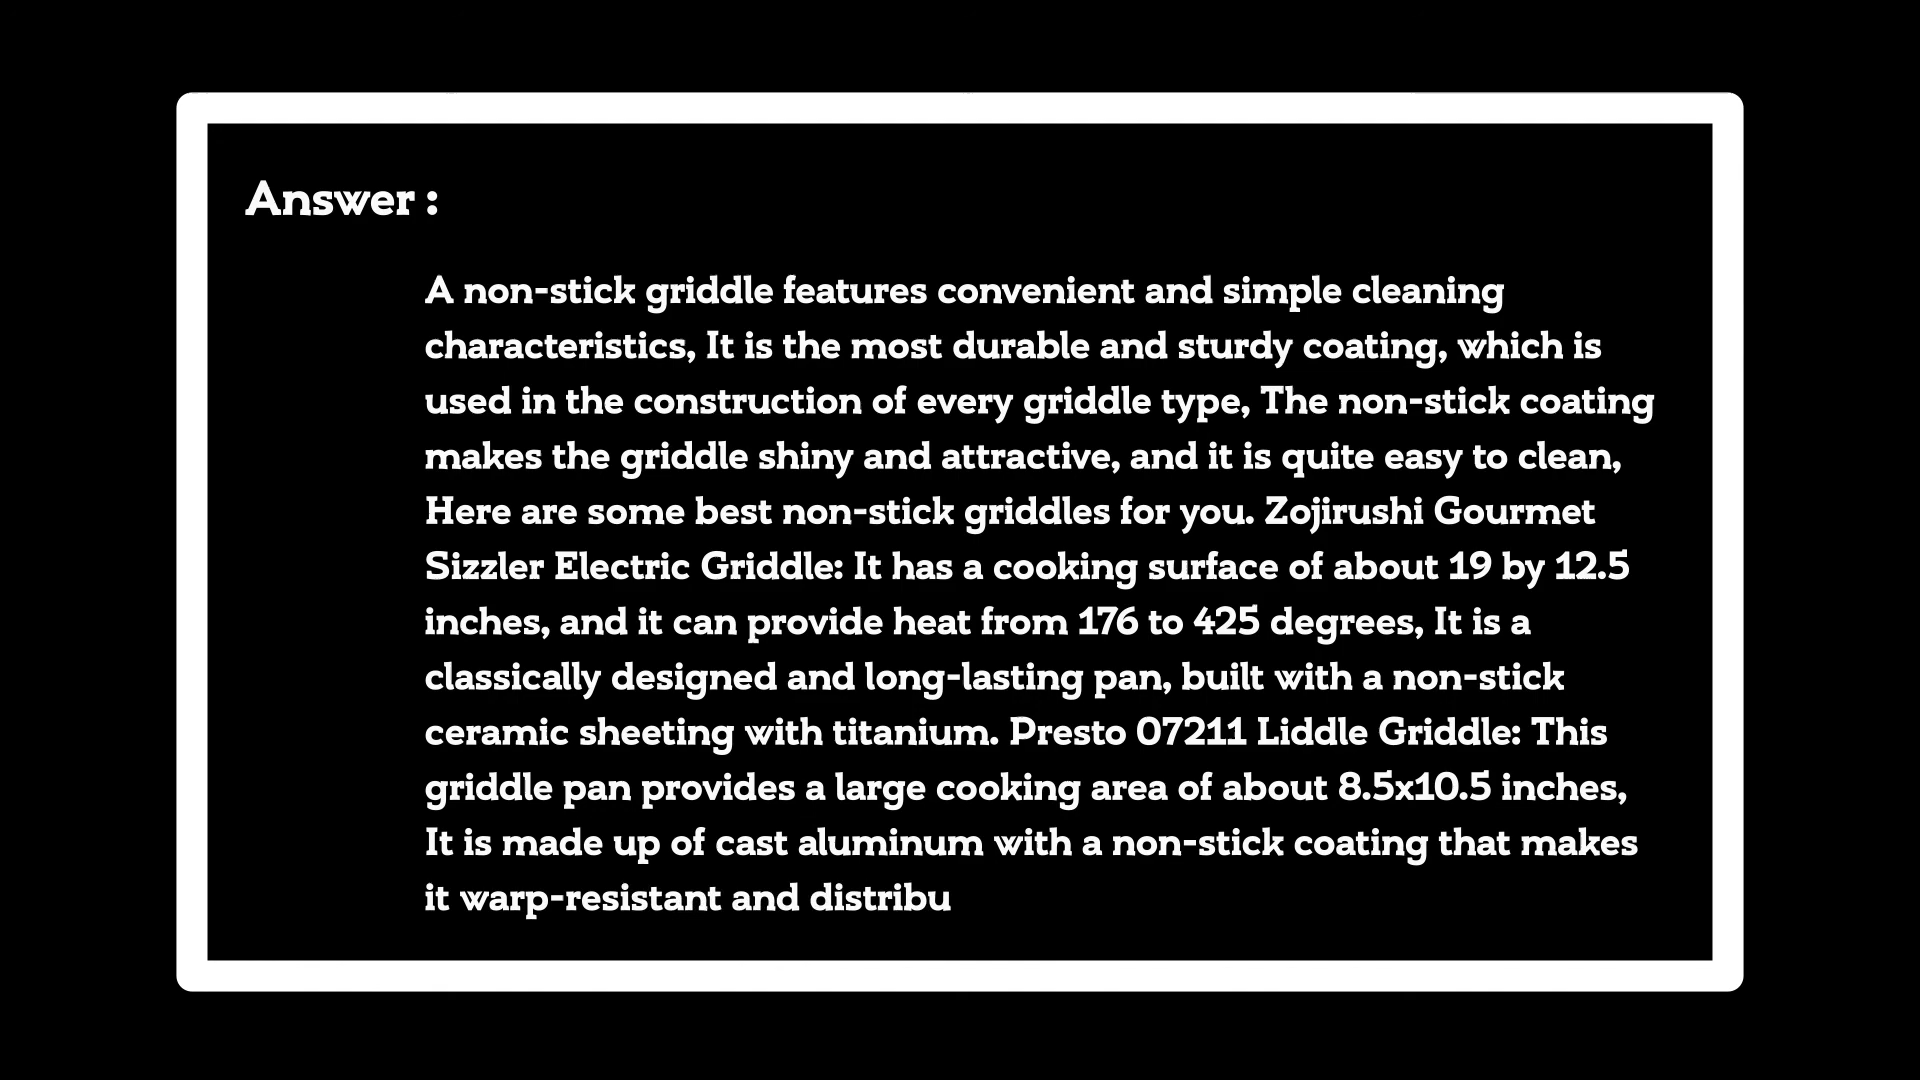 Answer :
A non-stick griddle features convenient and simple cleaning
characteristics, It is the most durable and sturdy coating, which is
used in the construction of every griddle type, The non-stick coating
makes the griddle shiny and attractive, and it is quite easy to clean,
Here are some best non-stick griddles for you. Zojirushi Gourmet
Sizzler Electric Griddle: It has a cooking surface of about 19 by 12.5
inches, and it can provide heat from 176 to 425 degrees, It is a
classically designed and long-lasting pan, built with a non-stick
ceramic sheeting with titanium. Presto 07211 Liddle Griddle: This
griddle pan provides a large cooking area of about 8.5x10.5 inches,
It is made up of cast aluminum with a non-stick coating that makes
it warp-resistant and distribu